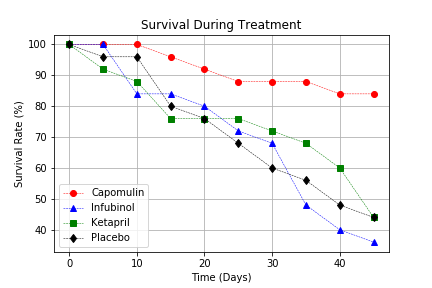 Survival During Treatment
Survival Rate (%)
100
90
80
70
60
50
40
Capomulin
Infubinol
Ketapril
Placebo
0 10 20 30 40
Time (Days)